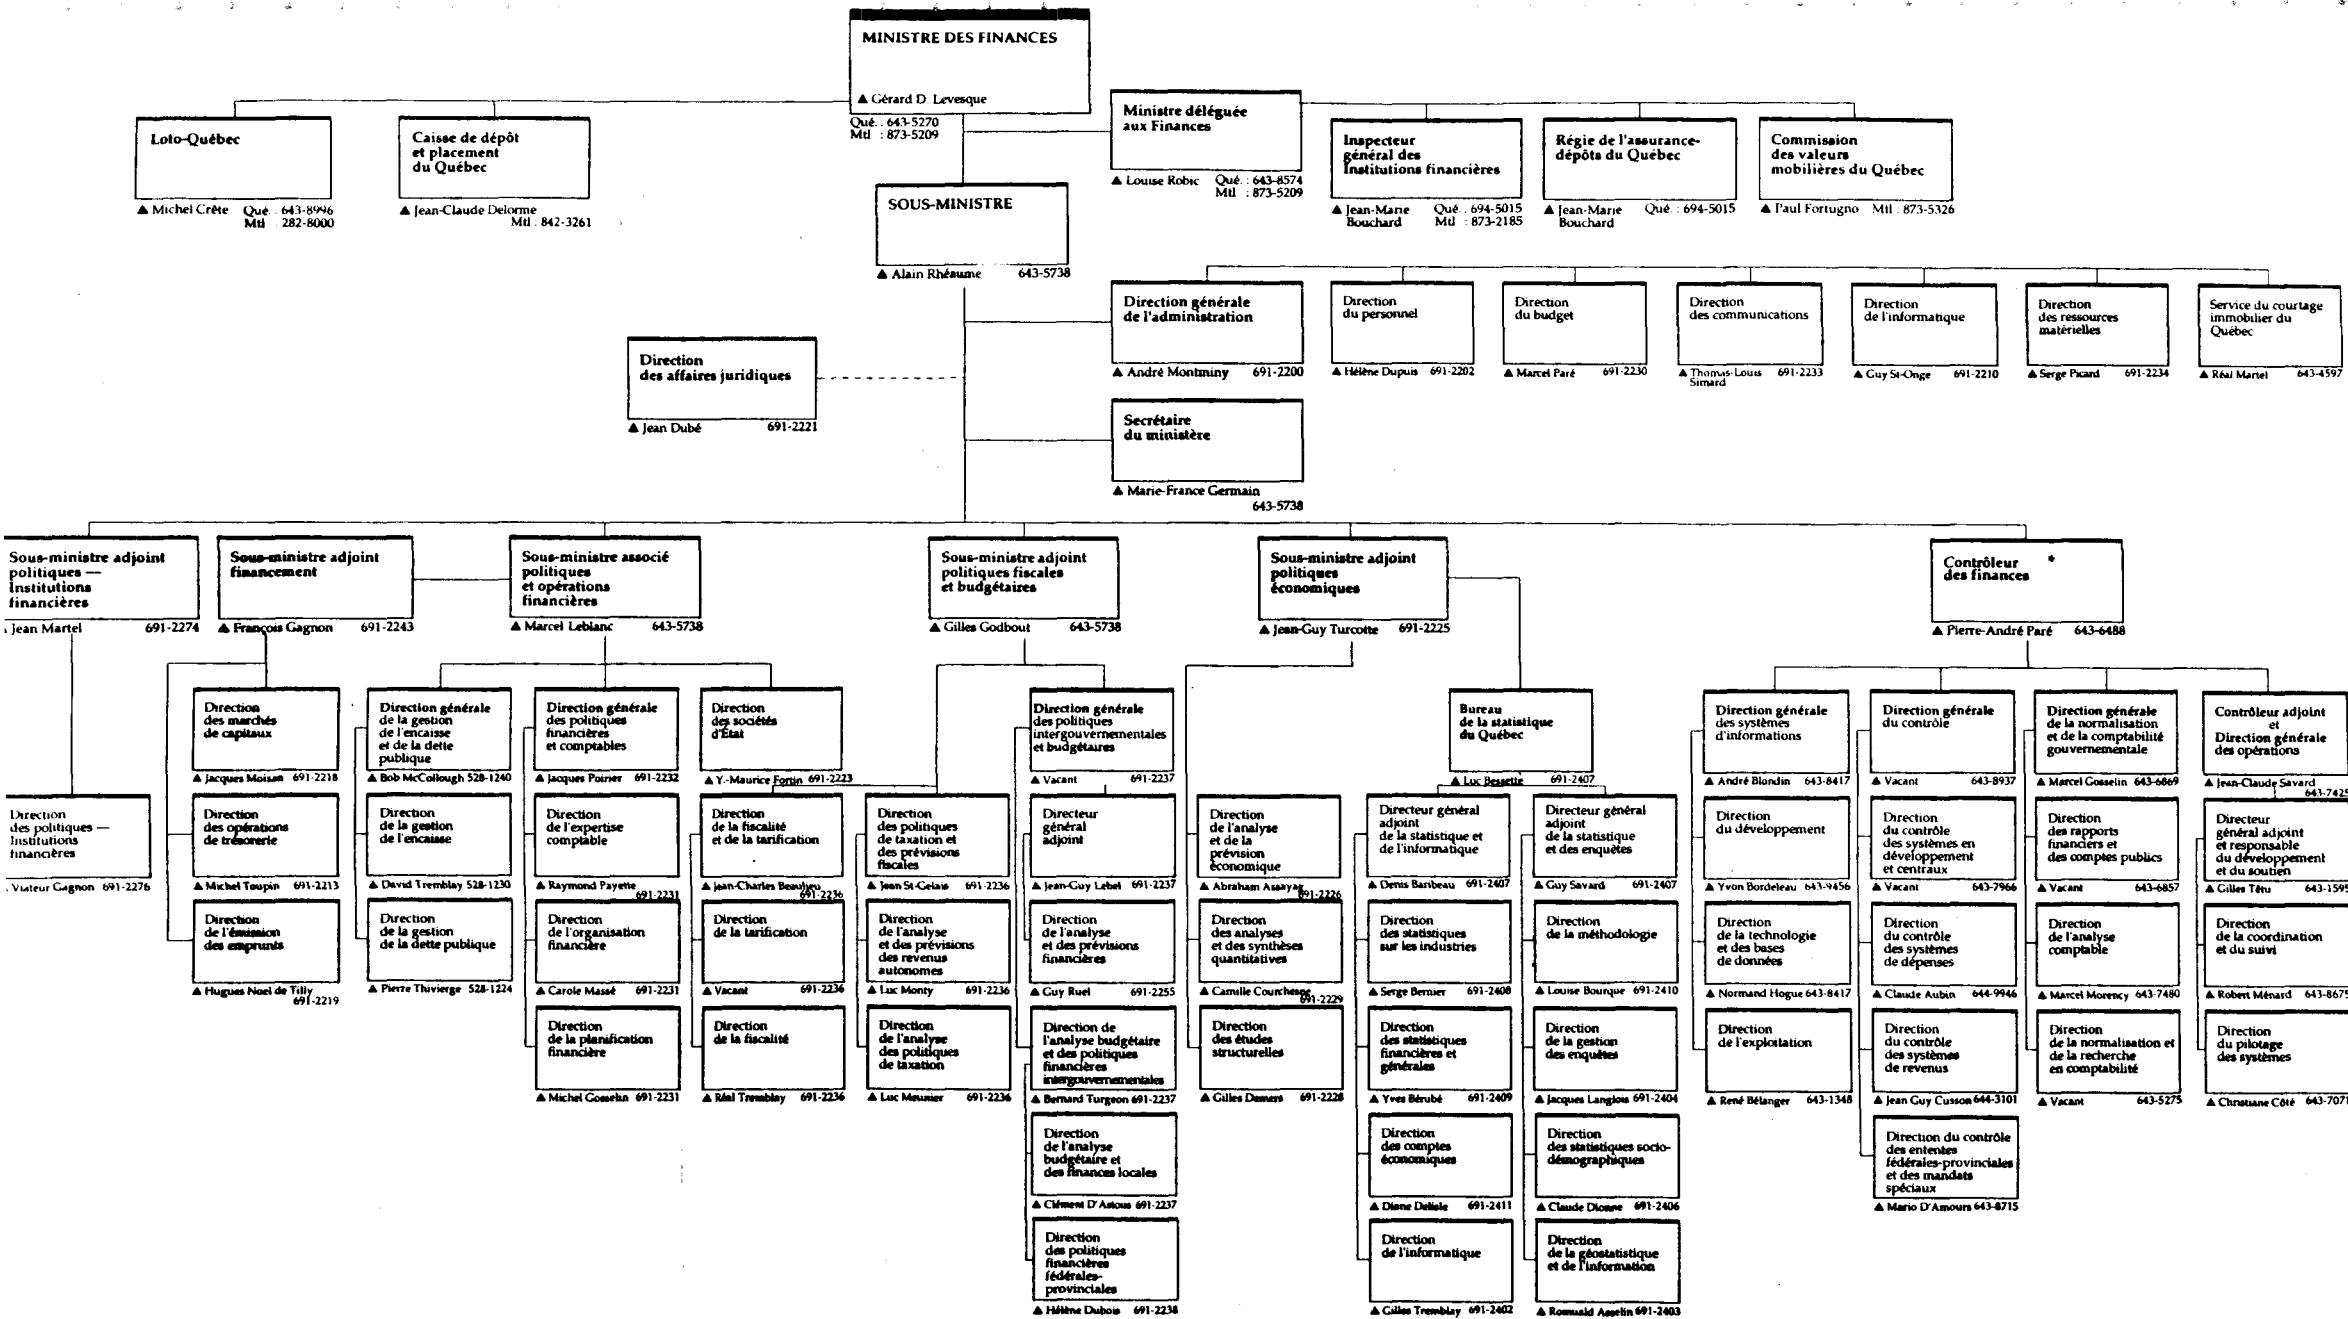 MINISTRE DES FINANCES
▲ Gérard D. Levesque
Qué. : 643-5270
Mtl : 873-5209
Loto-Québec
▲ Michel Crête Qué. : 643-8996
Mtl : 282-8000
Caisse de dépôt
et placement
du Québec
▲ Jean-Claude Delorme
Mtl : 842-3261
Ministre déléguée
aux Finances
▲ Louise Robic Qué. : 643-8574
Mtl : 873-5209
Inspecteur
général des
Institutions financières
▲ Jean-Marie Qué. : 694-5015
Bouchard Mtl : 873-2185
Régie de l'assurance-
dépôts du Québec
▲ Jean-Marie Qué. : 694-5015
Bouchard
Commission
des valeurs
mobilières du Québec
▲ Paul Fortugno Mtl : 873-5326
SOUS-MINISTRE
▲ Alain Rhéaume 643-5738
Direction générale
de l'administration
▲ André Montminy 691-2200
Direction
du personnel
▲ Hélène Dupuis 691-2202
Direction
du budget
▲ Marcel Paré 691-2230
Direction
des communications
▲ Thomas-Louis 691-2233
Simard
Direction
de l'informatique
▲ Guy St-Onge 691-2210
Direction
des ressources
matérielles
▲ Serge Picard 691-2234
Service du courtage
immobilier du
Québec
▲ Réal Martel 643-4597
Direction
des affaires juridiques
▲ Jean Dubé 691-2221
Secrétaire
du ministère
▲ Marie-France Germain
643-5738
Sous-ministre adjoint
politiques —
Institutions
financières
Jean Martel 691-2274
Sous-ministre adjoint
financement
▲ François Gagnon 691-2243
Sous-ministre associé
politiques
et opérations
financières
▲ Marcel Leblanc 643-5738
Sous-ministre adjoint
politiques fiscales
et budgétaires
▲ Gilles Godbout 643-5738
Sous-ministre adjoint
politiques
économiques
▲ Jean-Guy Turcotte 691-2225
Contrôleur *
des finances
▲ Pierre-André Paré 643-6488
Direction
des politiques —
Institutions
financières
Viateur Gagnon 691-2276
Direction
des marchés
de capitaux
▲ Jacques Moisan 691-2218
Direction
des opérations
de trésorerie
▲ Michel Toupin 691-2213
Direction
de l'émission
des emprunts
▲ Hugues Noel de Tilly
691-2219
Direction générale
de la gestion
de l'encaisse
et de la dette
publique
▲ Bob McCollough 528-1240
Direction
de la gestion
de l'encaisse
▲ David Tremblay 528-1230
Direction
de la gestion
de la dette publique
▲ Pierre Thivierge 528-1224
Direction générale
des politiques
financières
et comptables
▲ Jacques Poirier 691-2232
Direction
de l'expertise
comptable
▲ Raymond Payette
691-2231
Direction
de l'organisation
financière
▲ Carole Massé 691-2231
Direction
de la planification
financière
▲ Michel Gosselin 691-2231
Direction
des sociétés
d'État
▲ Y.-Maurice Fortin 691-2223
Direction
de la fiscalité
et de la tarification
▲ Jean-Charles Beaulieu
691-2236
Direction
de la tarification
▲ Vacant 691-2236
Direction
de la fiscalité
▲ Réal Tremblay 691-2236
Direction
des politiques
de taxation et
des prévisions
fiscales
▲ Jean St-Gelais 691-2236
Direction
de l'analyse
et des prévisions
des revenus
autonomes
▲ Luc Monty 691-2236
Direction
de l'analyse
des politiques
de taxation
▲ Luc Meunier 691-2236
Direction générale
des politiques
intergouvernementales
et budgétaires
▲ Vacant 691-2237
Directeur
général
adjoint
▲ Jean-Guy Lebel 691-2237
Direction
de l'analyse
et des prévisions
financières
▲ Guy Ruel 691-2255
Direction de
l'analyse budgétaire
et des politiques
financières
intergouvernementales
▲ Bernard Turgeon 691-2237
Direction
de l'analyse
budgétaire et
des finances locales
▲ Clément D'Astous 691-2237
Direction
des politiques
financières
fédérales-
provinciales
▲ Hélène Dubois 691-2238
Direction
de l'analyse
et de la
prévision
économique
▲ Abraham Assayag
691-2226
Direction
des analyses
et des synthèses
quantitatives
▲ Camille Courchesne
691-2229
Direction
des études
structurelles
▲ Gilles Demers 691-2228
Bureau
de la statistique
du Québec
▲ Luc Bessette 691-2407
Directeur général
adjoint
de la statistique et
de l'informatique
▲ Denis Baribeau 691-2407
Direction
des statistiques
sur les industries
▲ Serge Bernier 691-2408
Direction
des statistiques
financières et
générales
▲ Yves Bérubé 691-2409
Direction
des comptes
économiques
▲ Diane Delisle 691-2411
Direction
de l'informatique
▲ Gilles Tremblay 691-2402
Directeur général
adjoint
de la statistique
et des enquêtes
▲ Guy Savard 691-2407
Direction
de la méthodologie
▲ Louise Bourque 691-2410
Direction
de la gestion
des enquêtes
▲ Jacques Langlois 691-2404
Direction
des statistiques socio-
démographiques
▲ Claude Dionne 691-2406
Direction
de la géostatistique
et de l'information
▲ Romuald Asselin 691-2403
Direction générale
des systèmes
d'informations
▲ André Blondin 643-8417
Direction
du développement
▲ Yvon Bordeleau 643-9456
Direction
de la technologie
et des bases
de données
▲ Normand Hogue 643-8417
Direction
de l'exploitation
▲ René Bélanger 643-1348
Direction générale
du contrôle
▲ Vacant 643-8937
Direction
du contrôle
des systèmes en
développement
et centraux
▲ Vacant 643-7966
Direction
du contrôle
des systèmes
de dépenses
▲ Claude Aubin 644-9946
Direction
du contrôle
des systèmes
de revenus
▲ Jean Guy Cusson 644-3101
Direction du contrôle
des ententes
fédérales-provinciales
et des mandats
spéciaux
▲ Mario D'Amours 643-8715
Direction générale
de la normalisation
et de la comptabilité
gouvernementale
▲ Marcel Gosselin 643-6869
Direction
des rapports
financiers et
des comptes publics
▲ Vacant 643-6857
Direction
de l'analyse
comptable
▲ Marcel Morency 643-7480
Direction
de la normalisation et
de la recherche
en comptabilité
▲ Vacant 643-5275
Contrôleur adjoint
et
Direction générale
des opérations
▲ Jean-Claude Savard
643-7425
Directeur
général adjoint
et responsable
du développement
et du soutien
▲ Gilles Têtu 643-1595
Direction
de la coordination
et du suivi
▲ Robert Ménard 643-8675
Direction
du pilotage
des systèmes
▲ Christiane Côté 643-7071